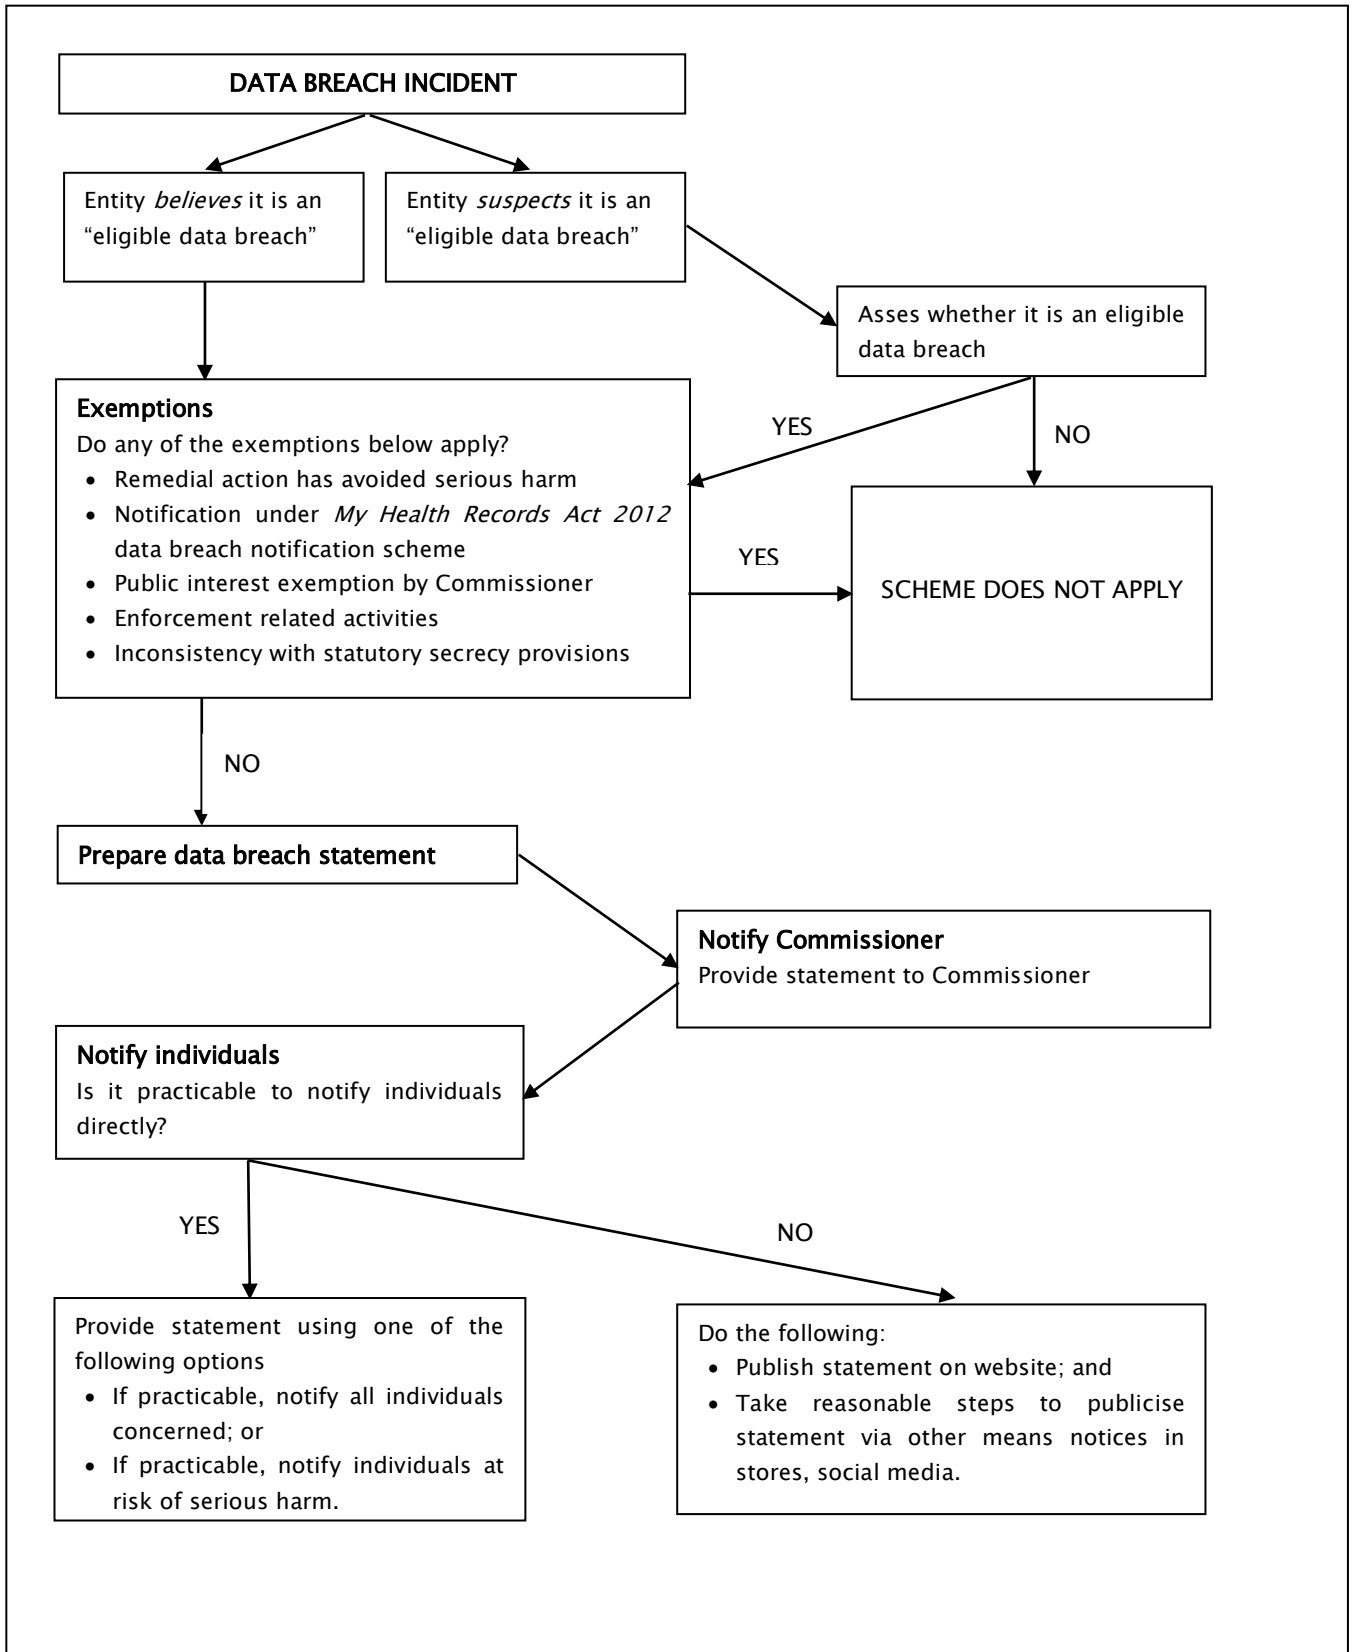 DATA BREACH INCIDENT
Entity believes it is an
“eligible data breach”
Entity suspects it is an
“eligible data breach”
Asses whether it is an eligible
data breach
YES
NO
Exemptions
Do any of the exemptions below apply?
• Remedial action has avoided serious harm
• Notification under My Health Records Act 2012
data breach notification scheme
• Public interest exemption by Commissioner
• Enforcement related activities
• Inconsistency with statutory secrecy provisions
YES
SCHEME DOES NOT APPLY
NO
Prepare data breach statement
Notify Commissioner
Provide statement to Commissioner
Notify individuals
Is it practicable to notify individuals
directly?
YES
NO
Provide statement using one of the
following options
• If practicable, notify all individuals
concerned; or
• If practicable, notify individuals at
risk of serious harm.
Do the following:
• Publish statement on website; and
• Take reasonable steps to publicise
statement via other means notices in
stores, social media.